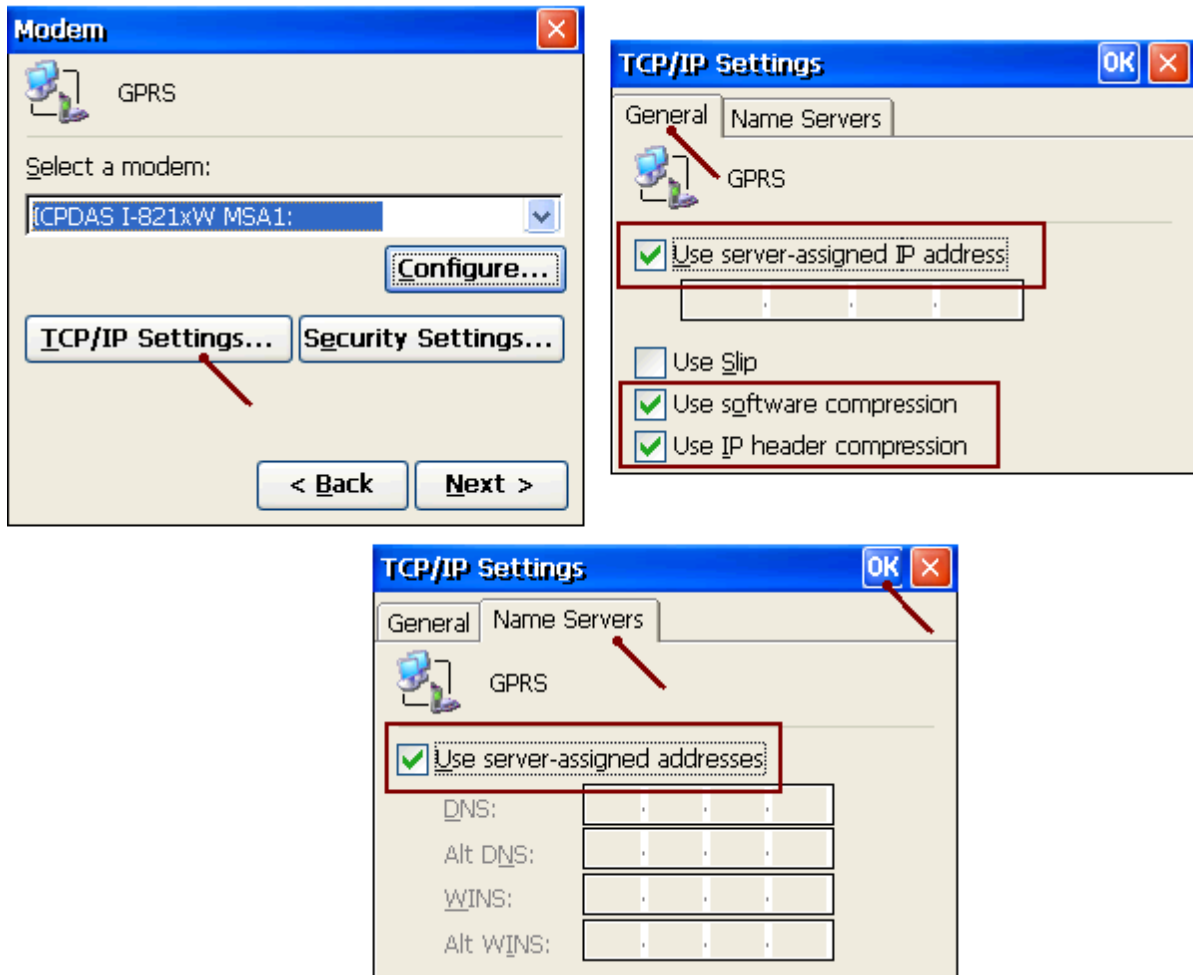 Modem
GPRS
Select a modem:
ICPDAS I-821xW MSA1:
Configure...
TCP/IP Settings...
Security Settings...
< Back
Next >
TCP/IP Settings
OK
General
Name Servers
GPRS
Use server-assigned IP address
Use Slip
Use software compression
Use IP header compression
TCP/IP Settings
OK
General
Name Servers
GPRS
Use server-assigned addresses
DNS:
Alt DNS:
WINS:
Alt WINS: